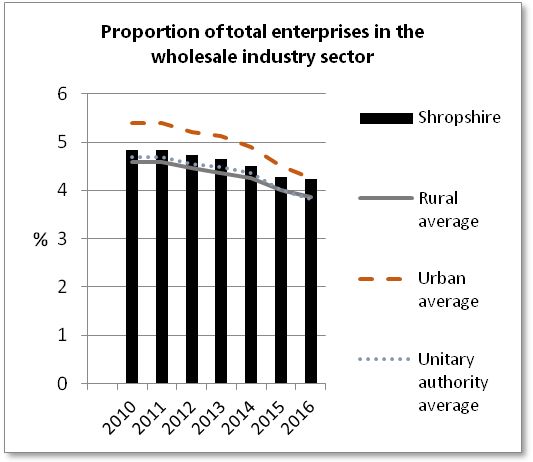 Proportion of total enterprises in the
wholesale industry sector
6
5
4
3
2
1
0
%
2010
2011
2012
2013
2014
2015
2016
Shropshire
Rural
average
Urban
average
Unitary
authority
average